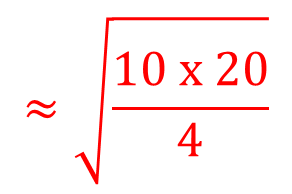 ≈ √((10 x 20)/4)